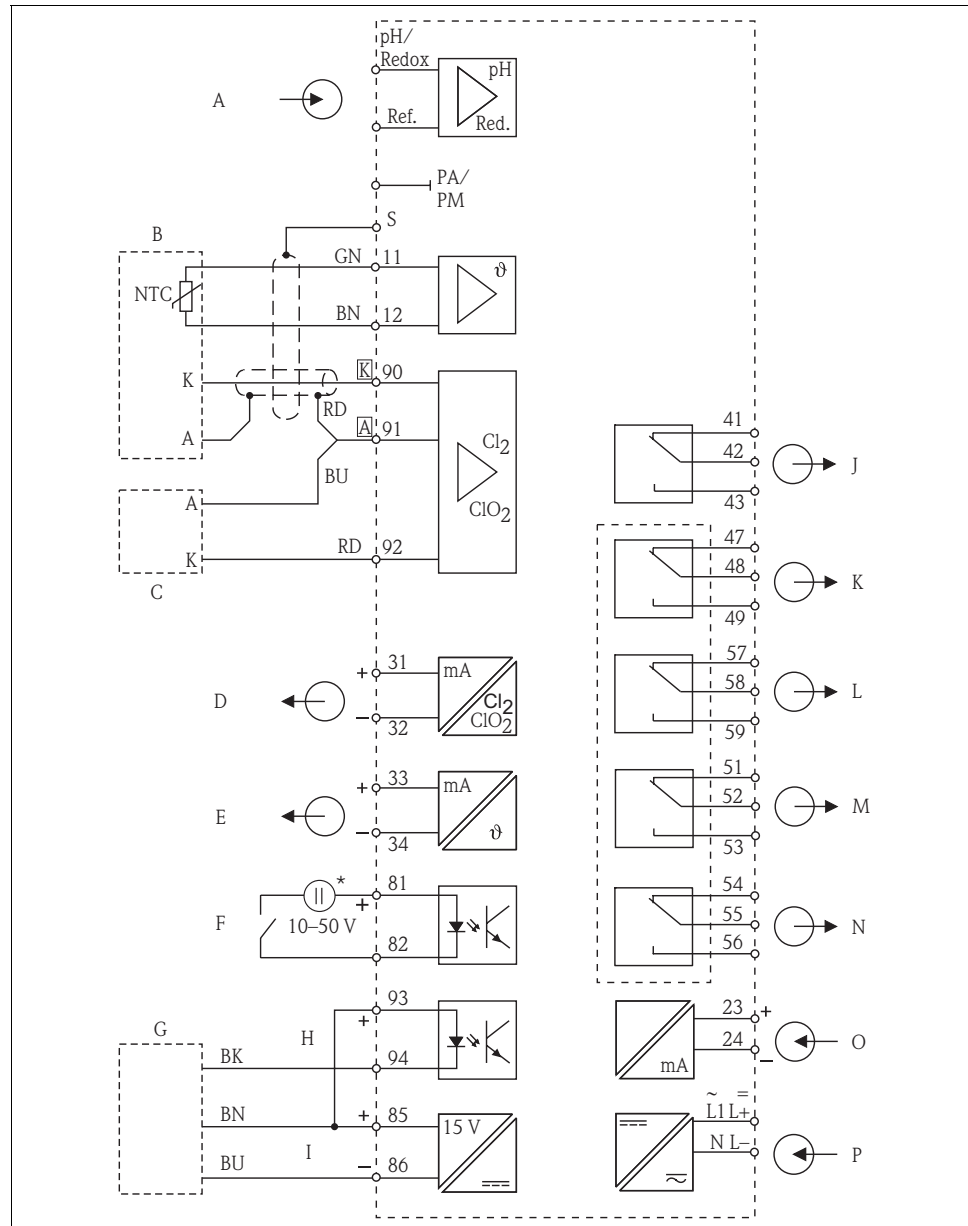 pH/
Redox
pH
A
Ref.
Red.
PA/
PM
S
B
GN
11
ϑ
NTC
BN
12
K
K
90
RD
A
A
91
Cl2
ClO2
BU
A
K
RD
92
C
D
+
31
mA
–
32
Cl2
ClO2
E
+
33
mA
–
34
ϑ
F
*
+
81
10–50 V
82
G
H
+
93
BK
94
BN
I
+
85
15 V
BU
–
86
41
42
43
J
47
48
49
K
57
58
59
L
51
52
53
M
54
55
56
N
23
+
24
–
mA
O
~ =
L1 L+
N L–
P